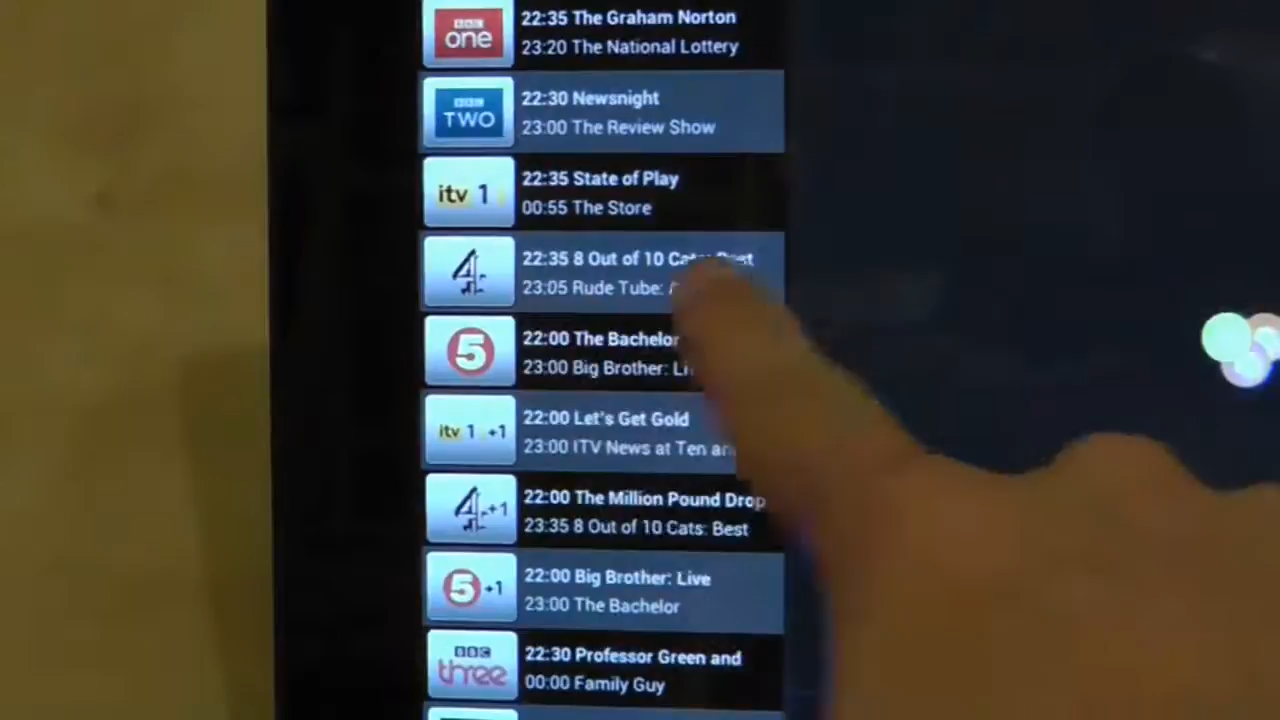 BBC
one
22:35 The Graham Norton
23:20 The National Lottery
BBC
TWO
22:30 Newsnight
23:00 The Review Show
itv 1
22:35 State of Play
00:55 The Store
4
22:35 8 Out of 10 Cats: Best
23:05 Rude Tube:
5
22:00 The Bachelor
23:00 Big Brother:
itv 1 +1
22:00 Let's Get Gold
23:00 ITV News at Ten
4 +1
22:00 The Million Pound Drop
23:35 8 Out of 10 Cats: Best
5 +1
22:00 Big Brother: Live
23:00 The Bachelor
BBC
three
22:30 Professor Green and
00:00 Family Guy